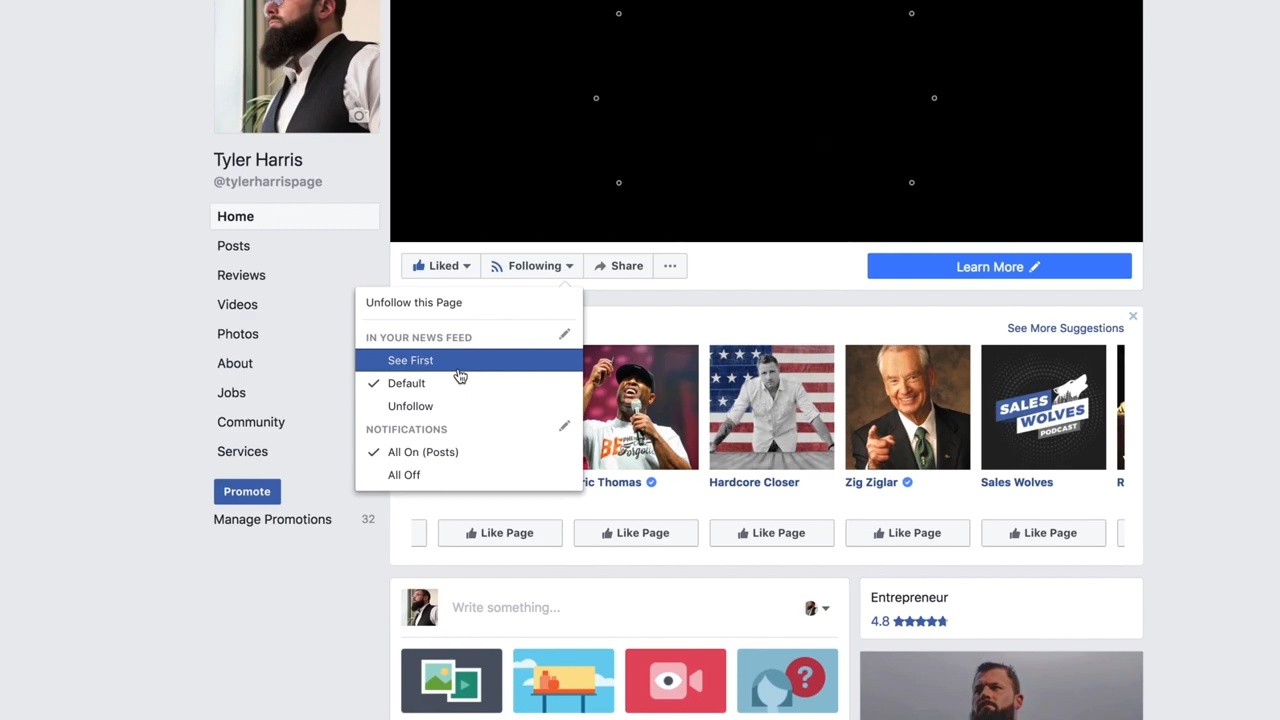 Tyler Harris
@tylerharrispage
Home
Posts
Reviews
Videos
Photos
About
Jobs
Community
Services
Promote
Manage Promotions 32
Liked Following Share
Learn More
Unfollow this Page
IN YOUR NEWS FEED
See First
Default
Unfollow
NOTIFICATIONS
All On (Posts)
All Off
See More Suggestions
BE
Forgotte
SALES
WOLVES
PODCAST
ric Thomas Hardcore Closer Zig Ziglar Sales Wolves R
Like Page Like Page Like Page Like Page Like Page
Write something...
Entrepreneur
4.8
?